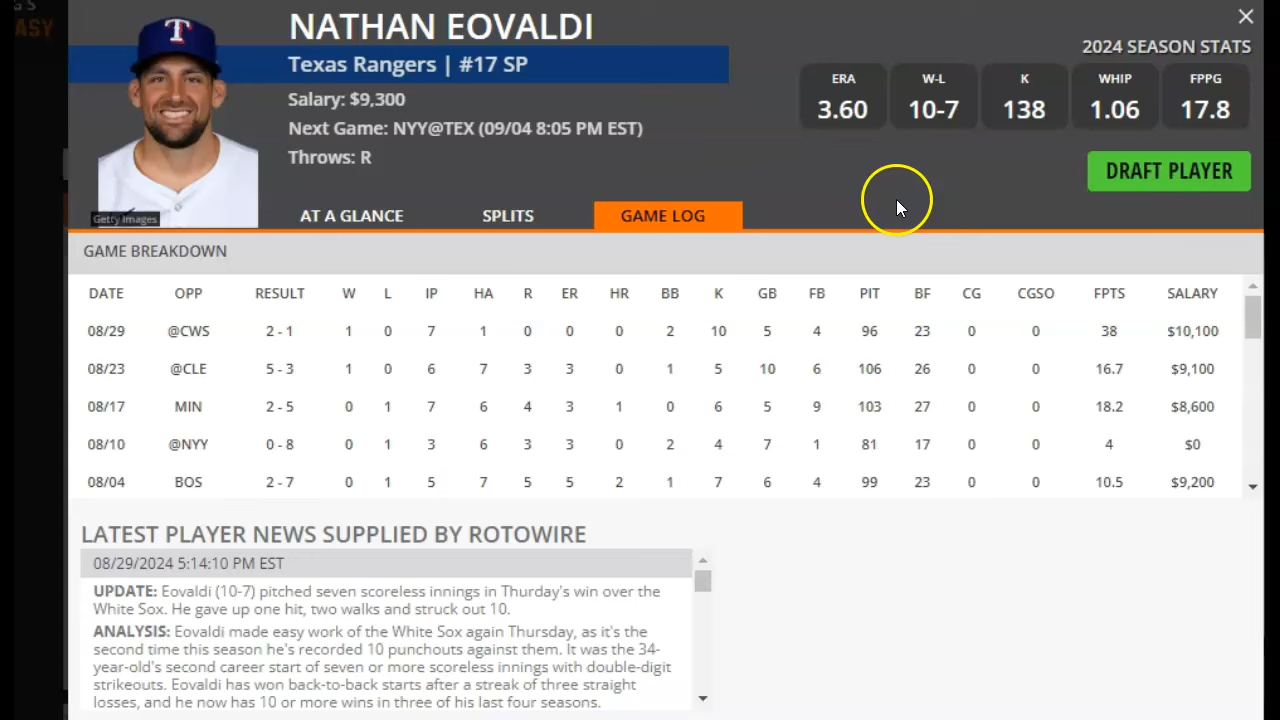 G'S
ASY
NATHAN EOVALDI
Texas Rangers | #17 SP
Salary: $9,300
Next Game: NYY@TEX (09/04 8:05 PM EST)
Throws: R
Getty Images
2024 SEASON STATS
ERA W-L K WHIP FPPG
3.60 10-7 138 1.06 17.8
DRAFT PLAYER
AT A GLANCE SPLITS GAME LOG
GAME BREAKDOWN
DATE OPP RESULT W L IP HA R ER HR BB K GB FB PIT BF CG CGSO FPTS SALARY
08/29 @CWS 2 - 1 1 0 7 1 0 0 0 2 10 5 4 96 23 0 0 38 $10,100
08/23 @CLE 5 - 3 1 0 6 7 3 3 0 1 5 10 6 106 26 0 0 16.7 $9,100
08/17 MIN 2 - 5 0 1 7 6 4 3 1 0 6 5 9 103 27 0 0 18.2 $8,600
08/10 @NYY 0 - 8 0 1 3 6 3 3 0 2 4 7 1 81 17 0 0 4 $0
08/04 BOS 2 - 7 0 1 5 7 5 5 2 1 7 6 4 99 23 0 0 10.5 $9,200
LATEST PLAYER NEWS SUPPLIED BY ROTOWIRE
08/29/2024 5:14:10 PM EST
UPDATE: Eovaldi (10-7) pitched seven scoreless innings in Thurday's win over the
White Sox. He gave up one hit, two walks and struck out 10.
ANALYSIS: Eovaldi made easy work of the White Sox again Thursday, as it's the
second time this season he's recorded 10 punchouts against them. It was the 34-
year-old's second career start of seven or more scoreless innings with double-digit
strikeouts. Eovaldi has won back-to-back starts after a streak of three straight
losses, and he now has 10 or more wins in three of his last four seasons.